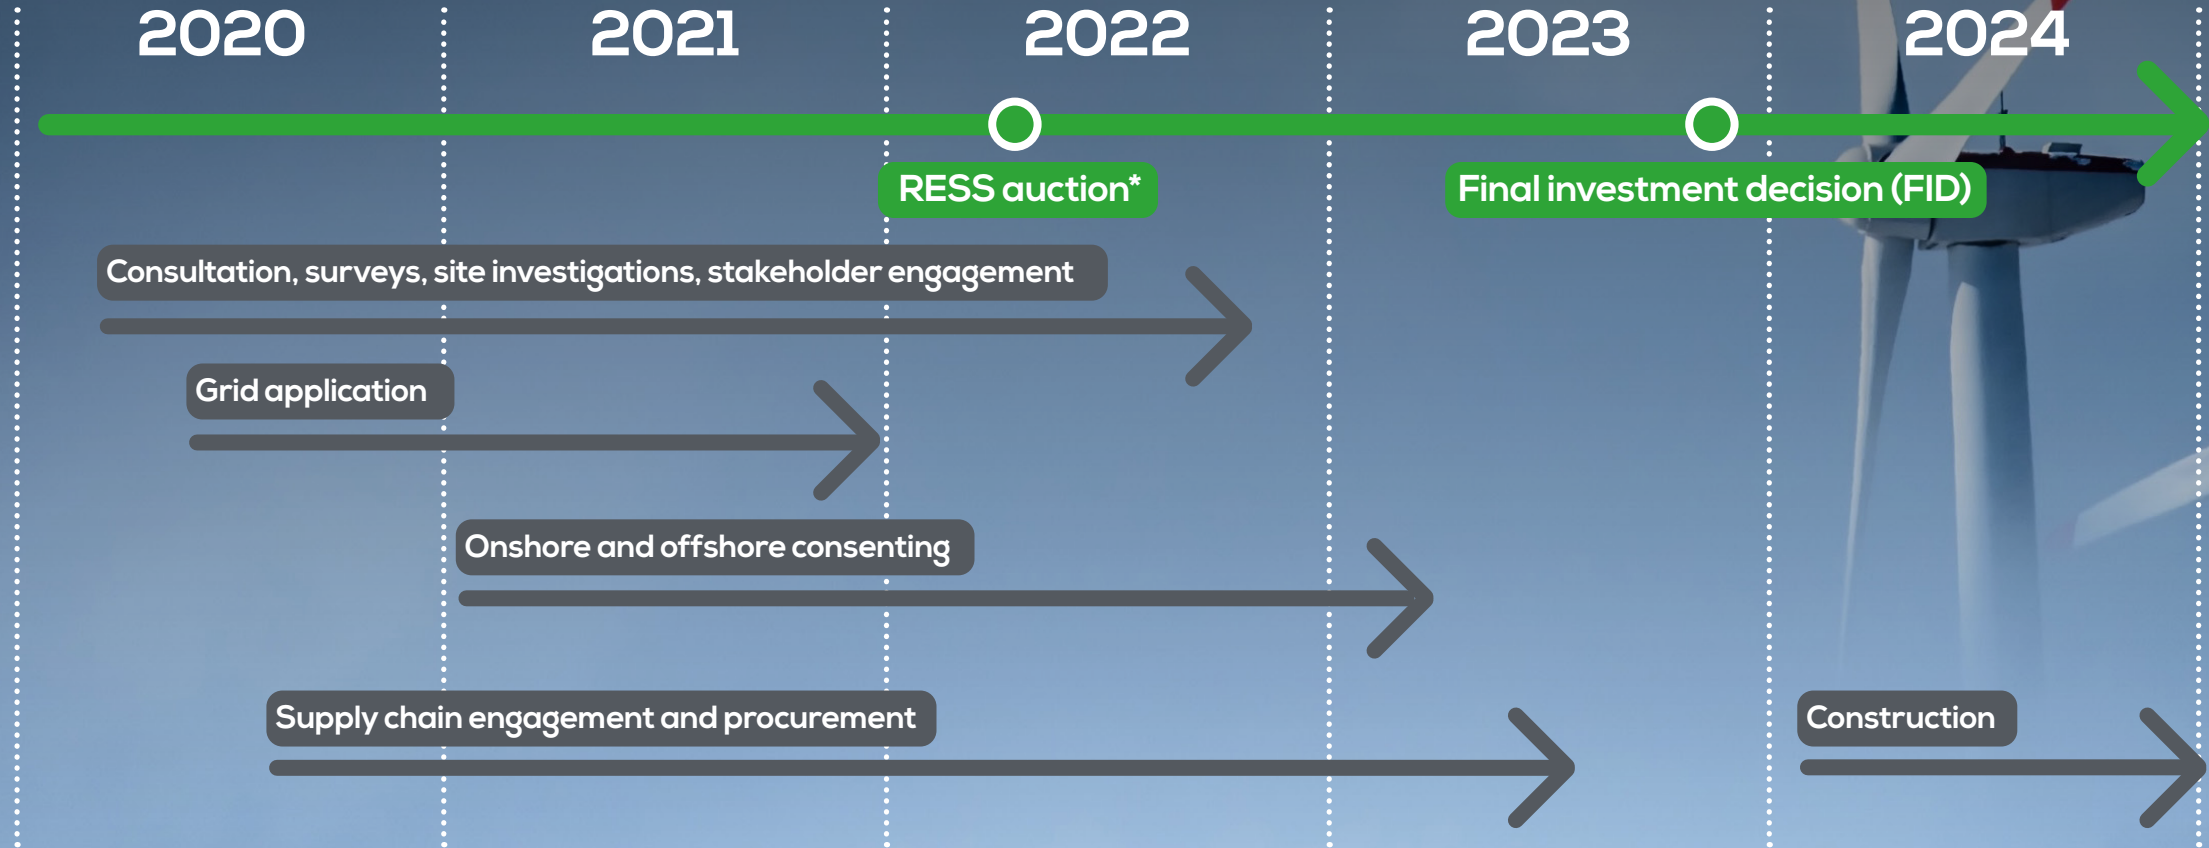 2020 2021 2022 2023 2024
RESS auction* Final investment decision (FID)
Consultation, surveys, site investigations, stakeholder engagement
Grid application
Onshore and offshore consenting
Supply chain engagement and procurement Construction